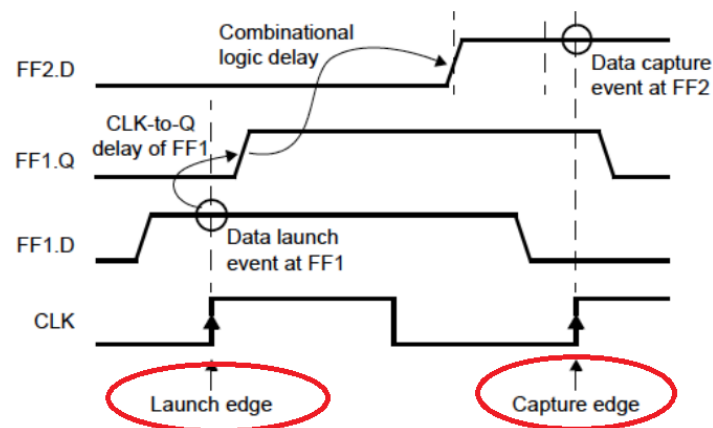 Combinational
logic delay
FF2.D
Data capture
event at FF2
CLK-to-Q
delay of FF1
FF1.Q
FF1.D
Data launch
event at FF1
CLK
Launch edge
Capture edge